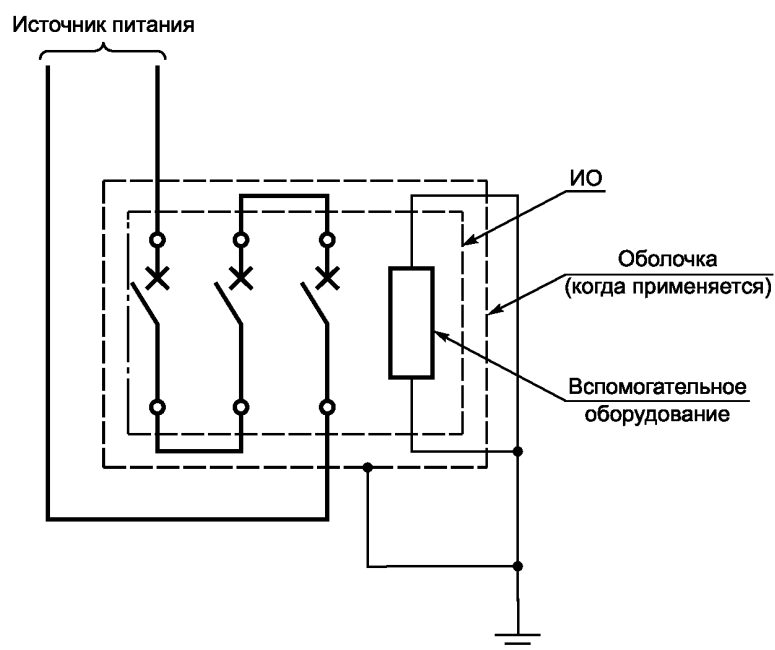 Источник питания
ИО
Оболочка
(когда применяется)
Вспомогательное
оборудование